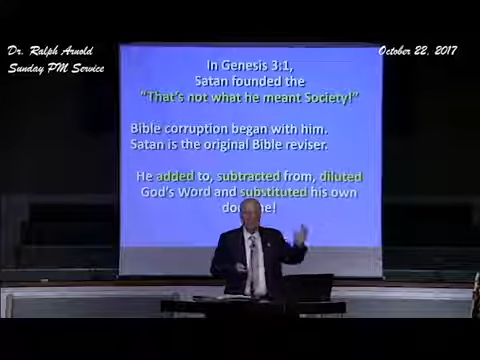 Dr. Ralph Arnold
Sunday PM Service
October 22, 2017
In Genesis 3:1,
Satan founded the
"That's not what he meant Society!"
Bible corruption began with him.
Satan is the original Bible reviser.
He added to, subtracted from, diluted
God's Word and substituted his own